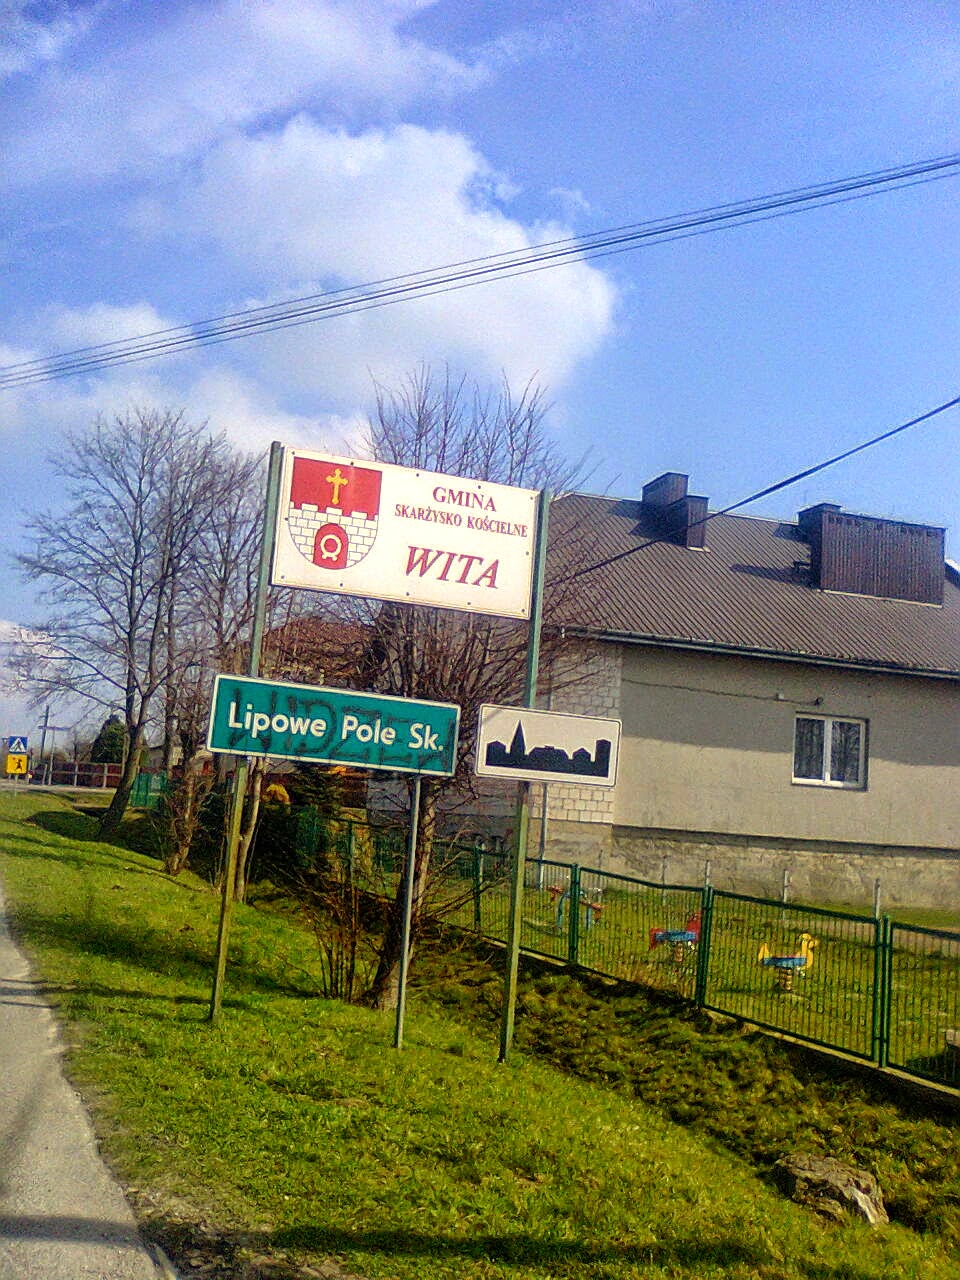 GMINA
SKARŻYSKO KOŚCIELNE
WITA
Lipowe Pole Sk.